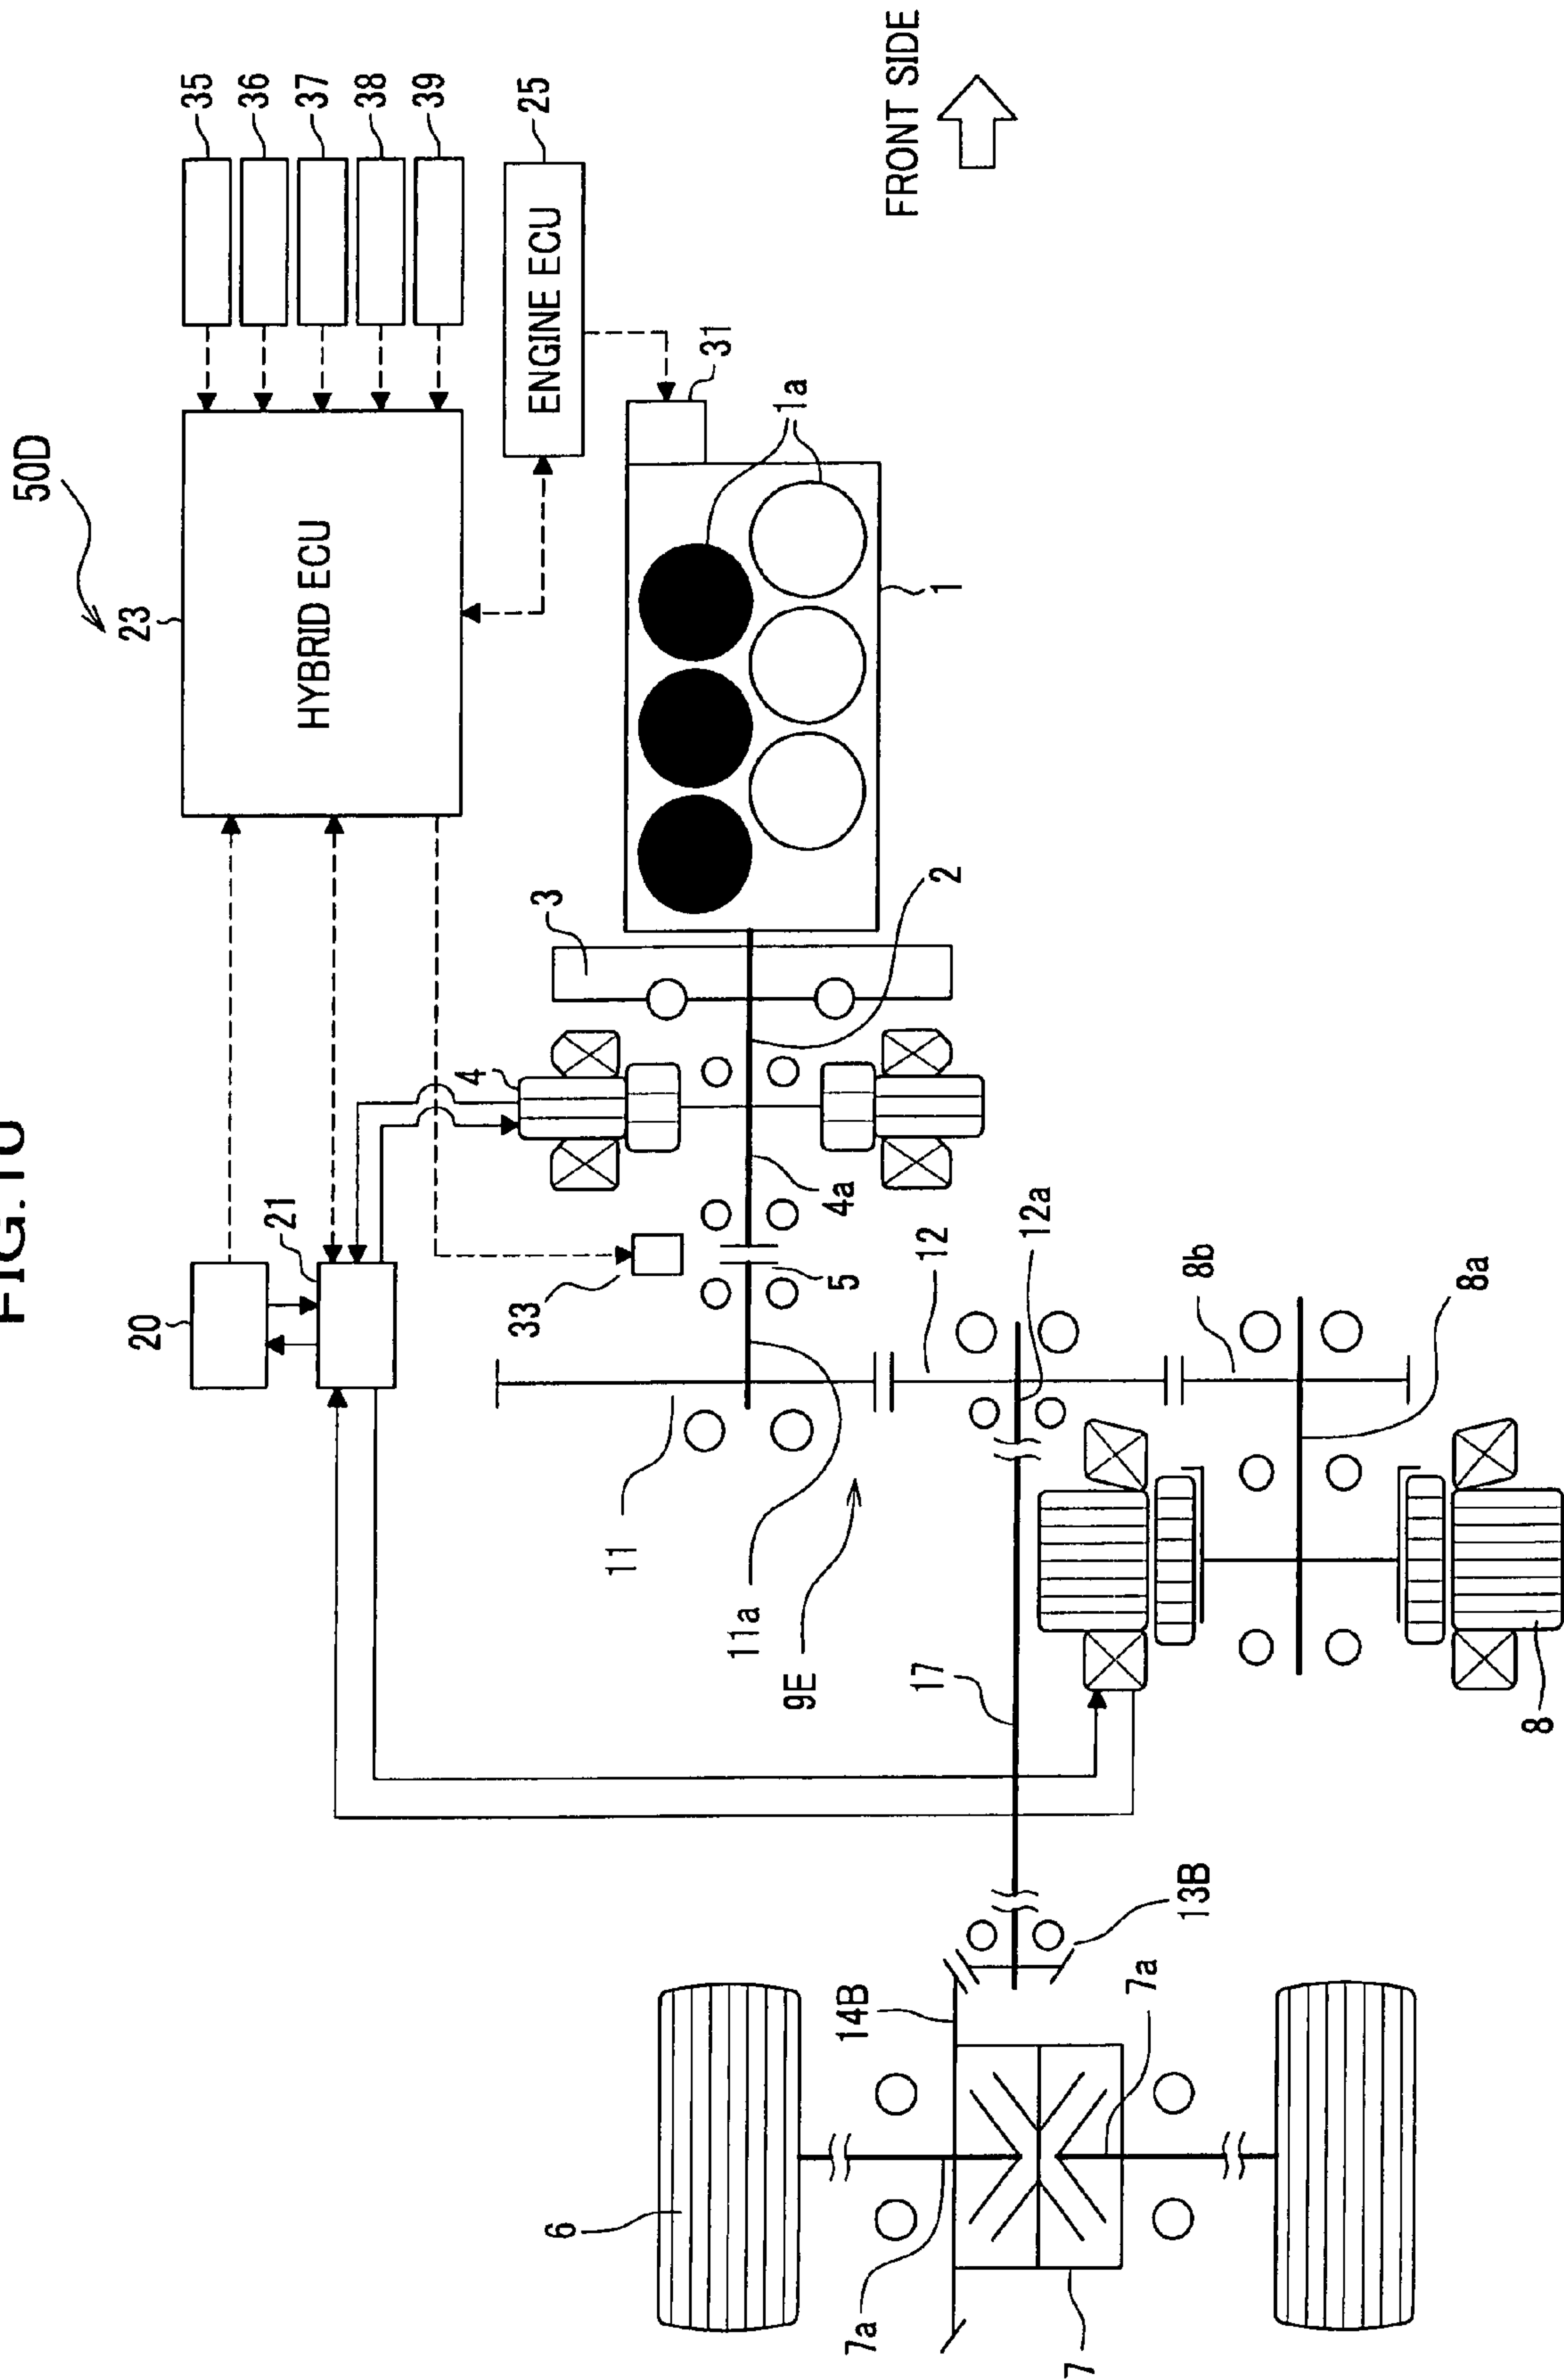 FIG.10
50D
23
HYBRID ECU
35
36
37
38
39
25
ENGINE ECU
31
1a
1
FRONT SIDE
20
21
33
4
3
2
4a
5
12
12a
8b
8a
11
11a
9E
17
8
6
14B
13B
7a
7a
7